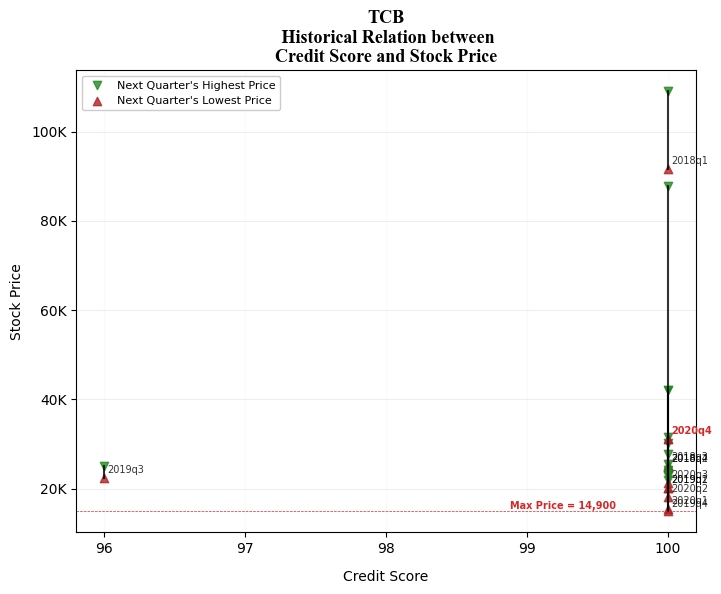 TCB
Historical Relation between
Credit Score and Stock Price
Next Quarter's Highest Price
Next Quarter's Lowest Price
100K
80K
60K
40K
20K
Stock Price
2018q1
2020q4
2020q3
2020q2
2020q1
2019q4
2019q3
Max Price = 14,900
96
97
98
99
100
Credit Score